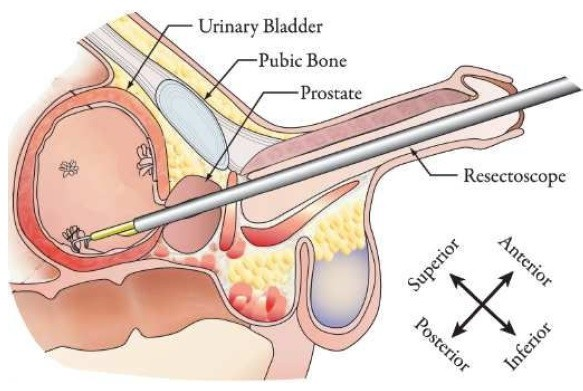 Urinary Bladder
Pubic Bone
Prostate
Resectoscope
Superior
Anterior
Posterior
Inferior